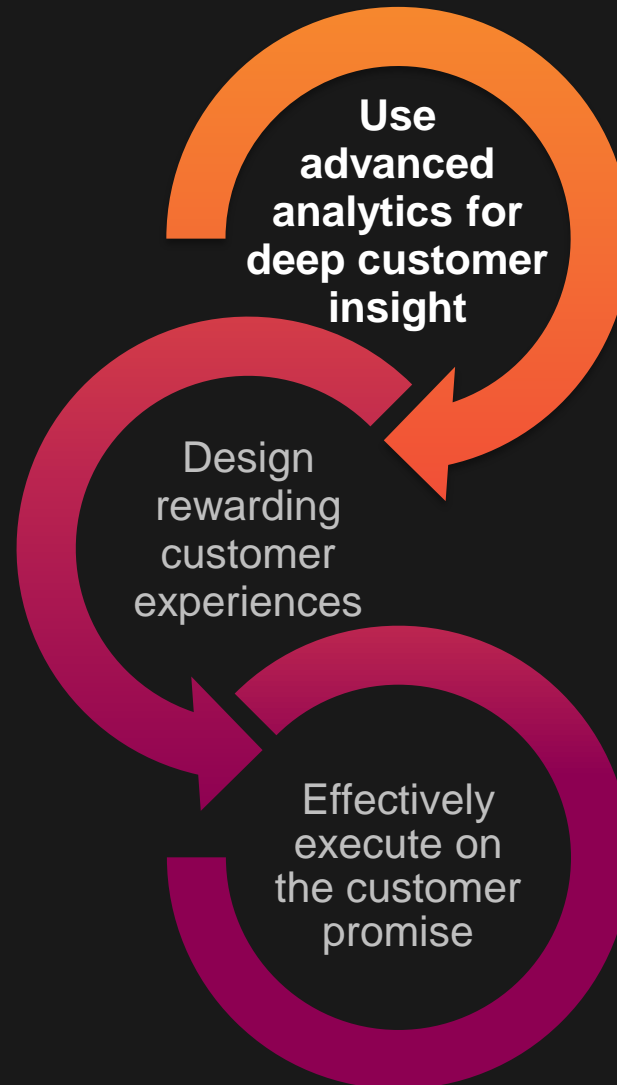 Use
advanced
analytics for
deep customer
insight
Design
rewarding
customer
experiences
Effectively
execute on
the customer
promise